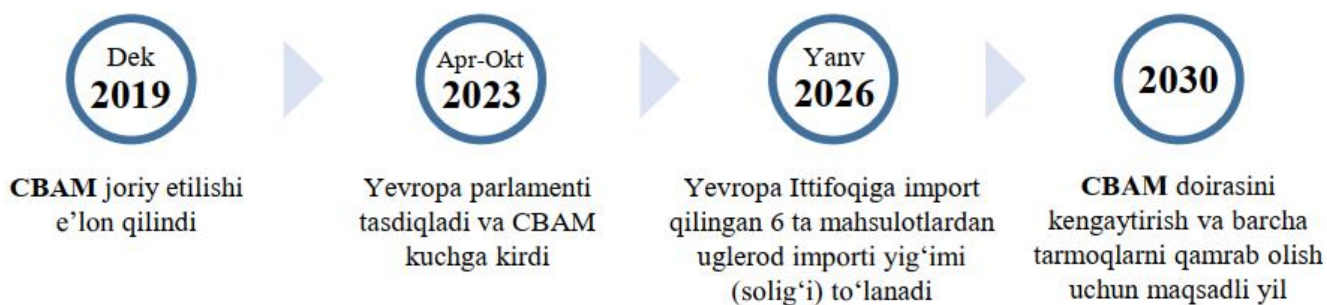 Dek
2019
CBAM joriy etilishi
e’lon qilindi
Apr-Okt
2023
Yevropa parlamenti
tasdiqladi va CBAM
kuchga kirdi
Yanv
2026
Yevropa Ittifoqiga import
qilingan 6 ta mahsulotlardan
uglerod importi yig‘imi
(solig‘i) to‘lanadi
2030
CBAM doirasini
kengaytirish va barcha
tarmoqlarni qamrab olish
uchun maqsadli yil